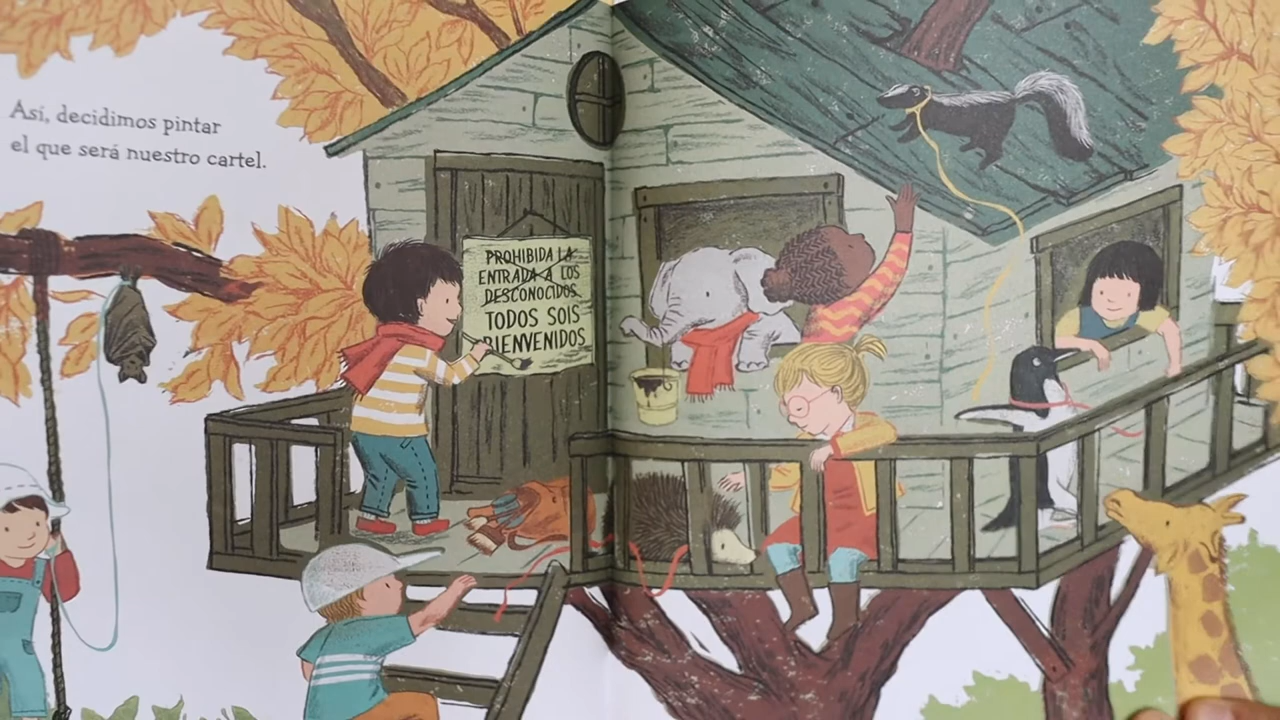 Así, decidimos pintar
el que será nuestro cartel.
PROHIBIDA LA
ENTRADA A LOS
DESCONOCIDOS
TODOS SOIS
BIENVENIDOS